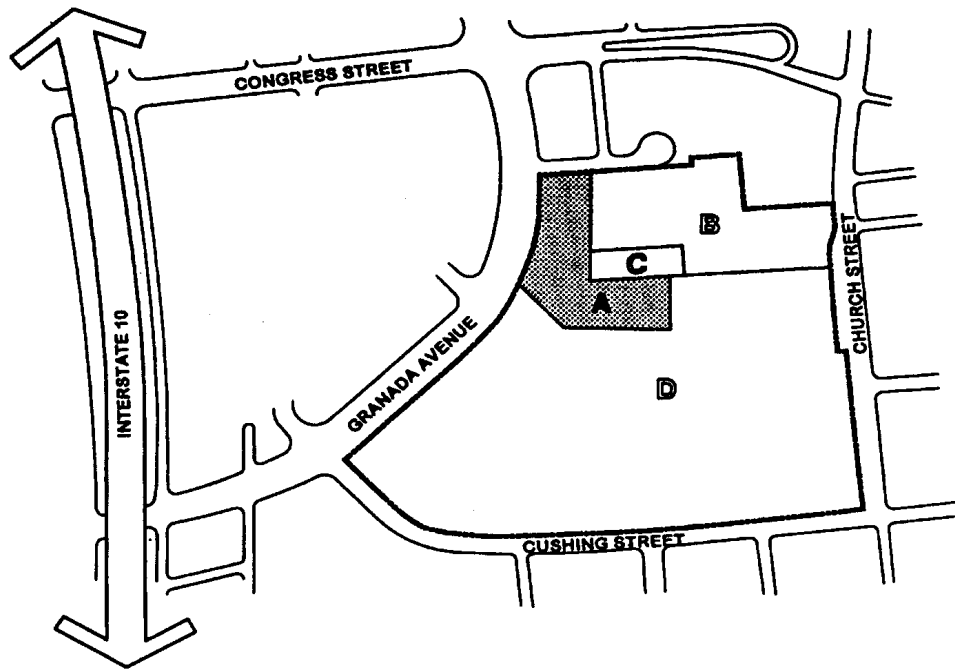 CONGRESS STREET
B
CHURCH STREET
C
A
INTERSTATE 10
GRANADA AVENUE
D
CUSHING STREET